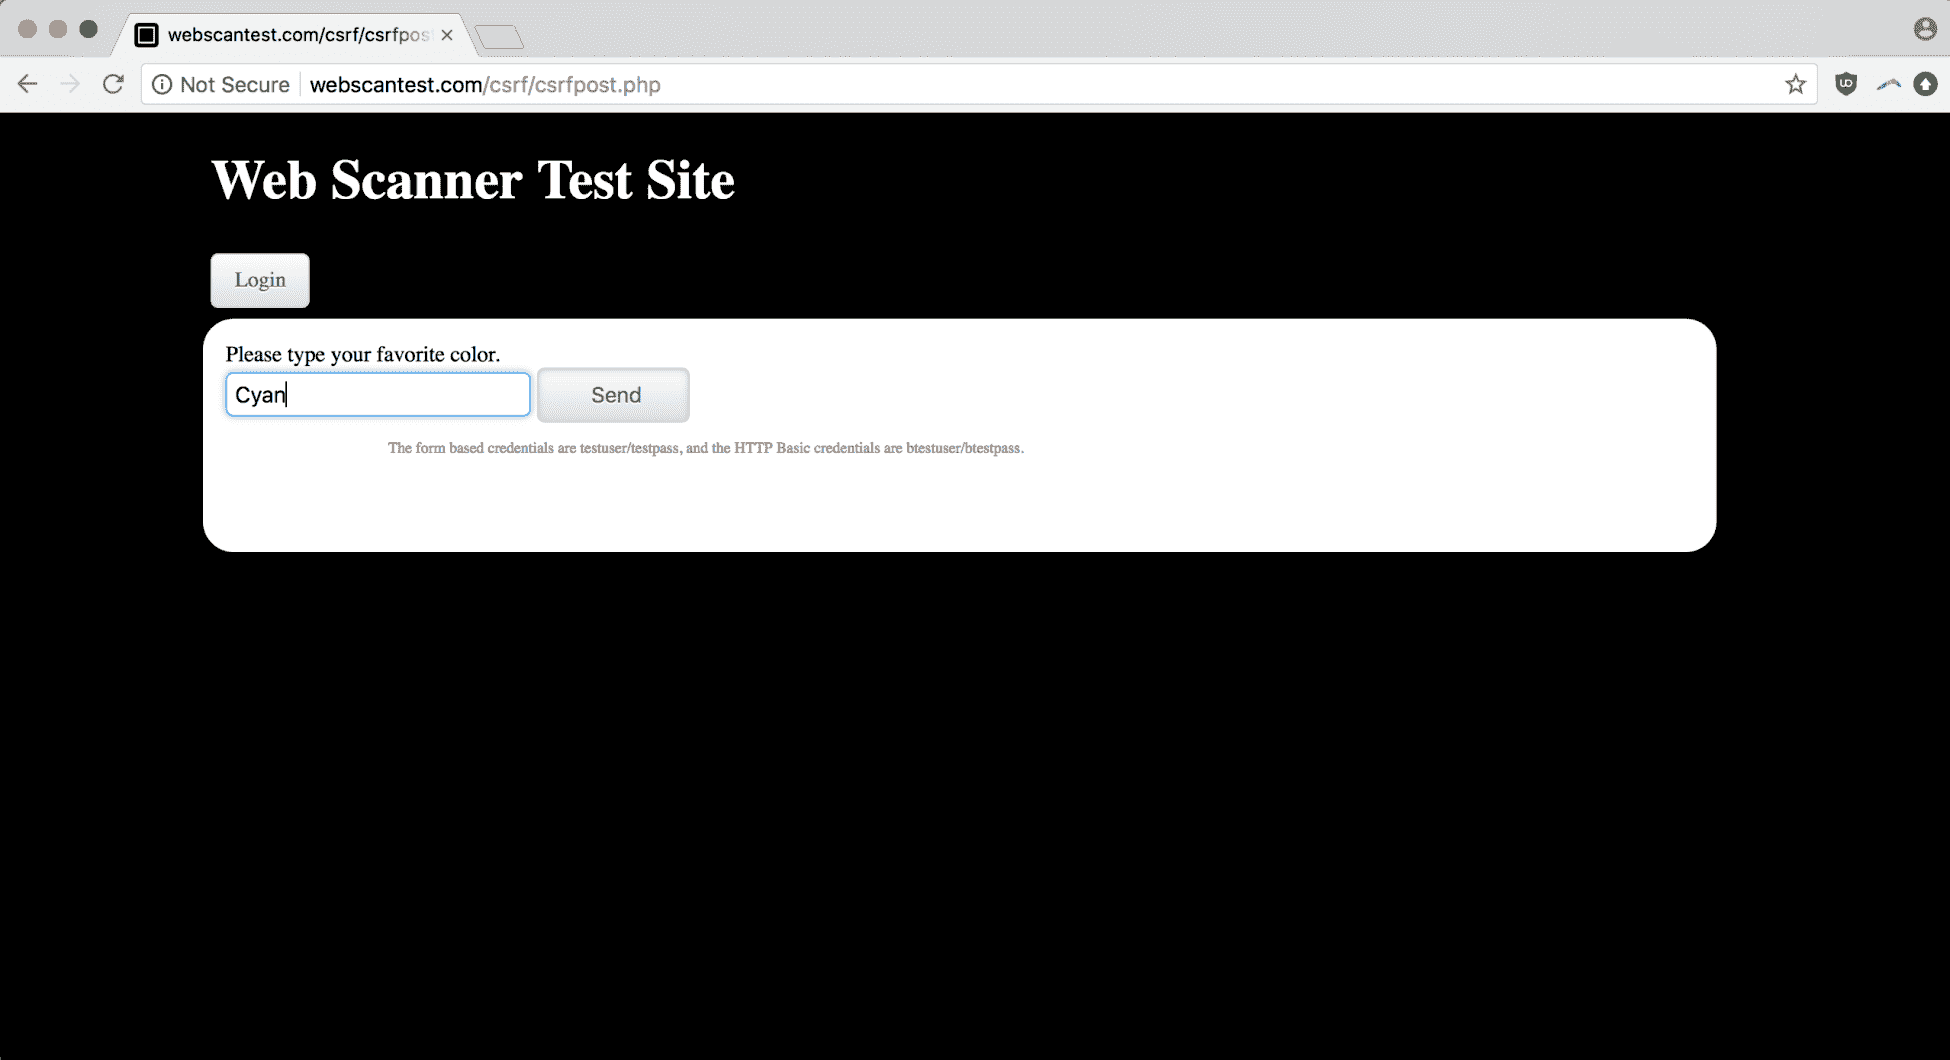 webscantest.com/csrf/csrfpos
Not Secure webscantest.com/csrf/csrfpost.php
Web Scanner Test Site
Login
Please type your favorite color.
Cyan Send
The form based credentials are testuser/testpass, and the HTTP Basic credentials are btestuser/btestpass.